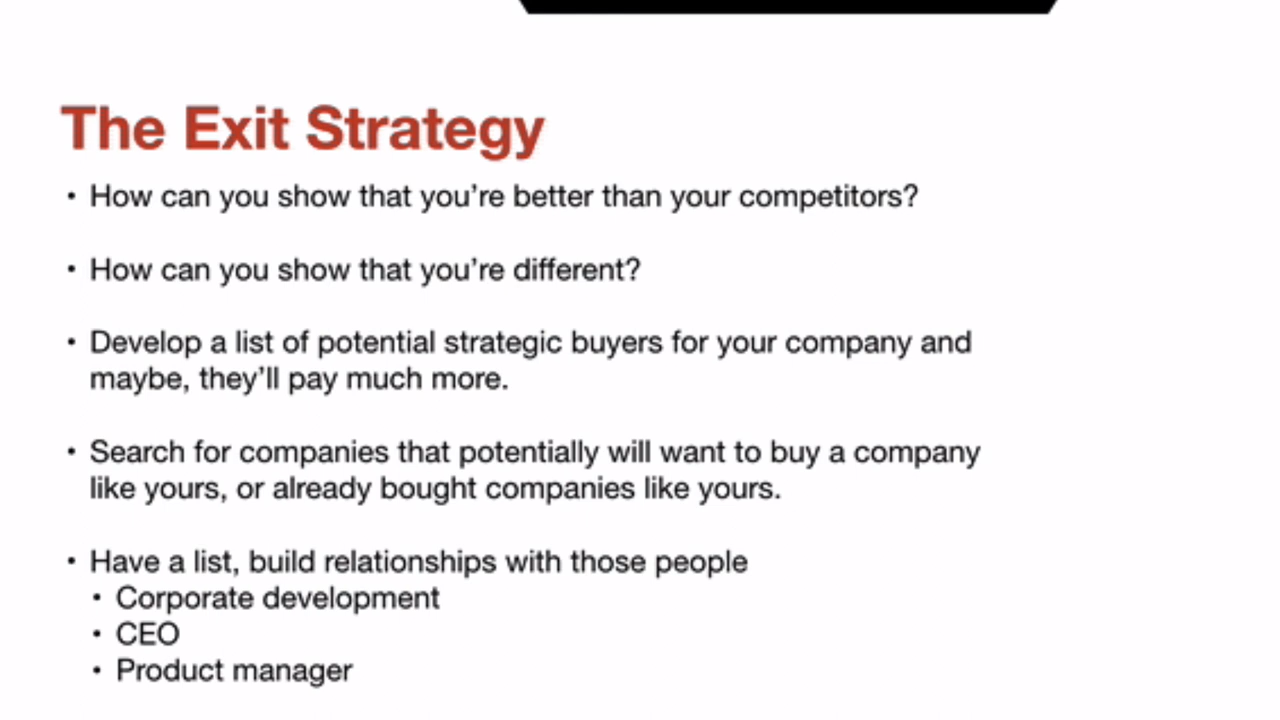 The Exit Strategy
• How can you show that you’re better than your competitors?
• How can you show that you’re different?
• Develop a list of potential strategic buyers for your company and
maybe, they’ll pay much more.
• Search for companies that potentially will want to buy a company
like yours, or already bought companies like yours.
• Have a list, build relationships with those people
• Corporate development
• CEO
• Product manager